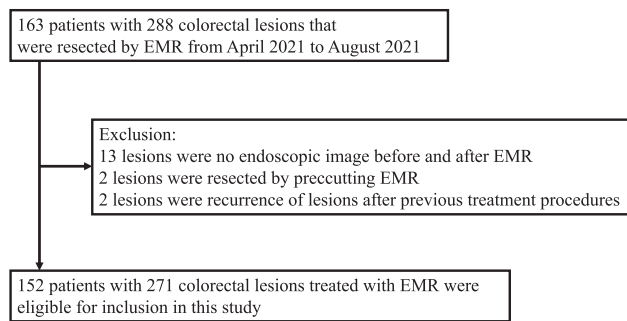 163 patients with 288 colorectal lesions that
were resected by EMR from April 2021 to August 2021
Exclusion:
13 lesions were no endoscopic image before and after EMR
2 lesions were resected by preccutting EMR
2 lesions were recurrence of lesions after previous treatment procedures
152 patients with 271 colorectal lesions treated with EMR were
eligible for inclusion in this study